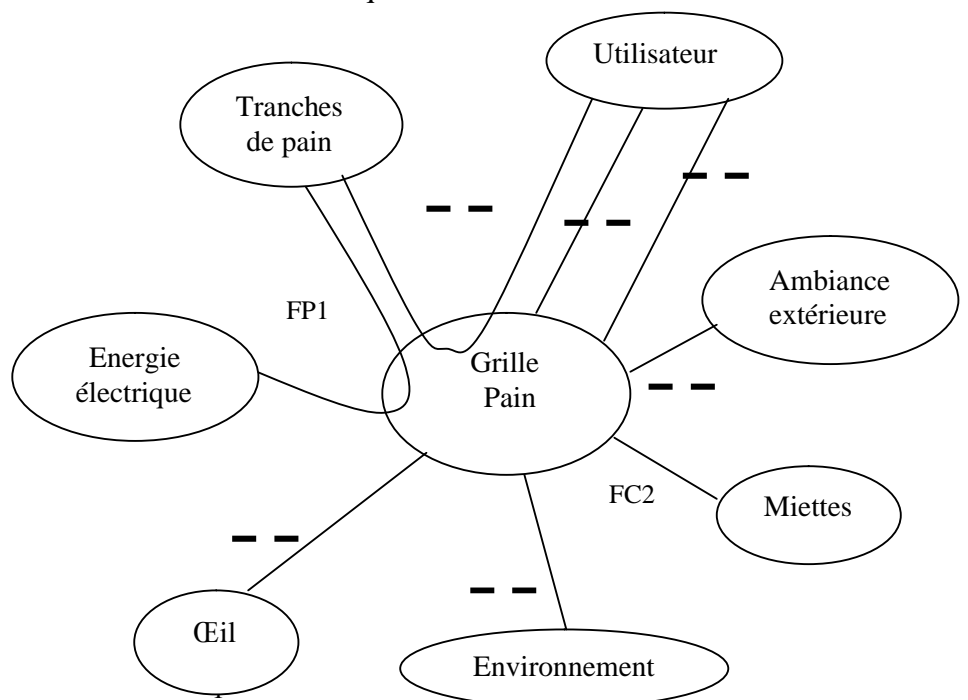 Utilisateur
Tranches
de pain
Ambiance
extérieure
FP1
Energie
électrique
Grille
Pain
FC2
Miettes
Œil
Environnement